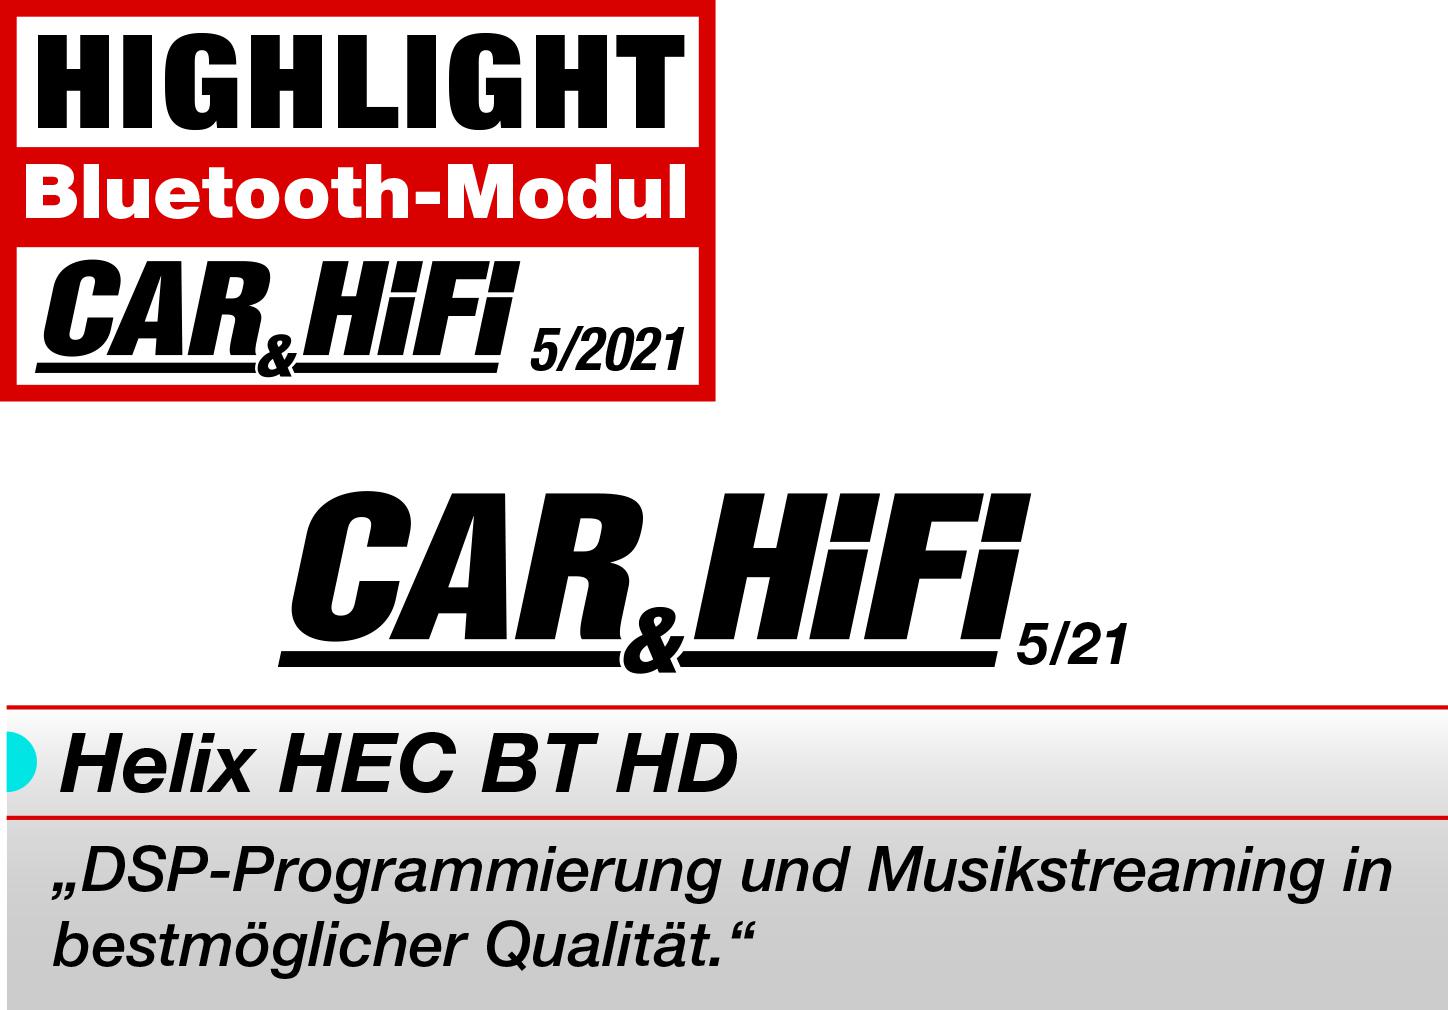 HIGHLIGHT
Bluetooth-Modul
CAR & HiFi 5/2021
CAR & HiFi 5/21
Helix HEC BT HD
„DSP-Programmierung und Musikstreaming in
bestmöglicher Qualität.“